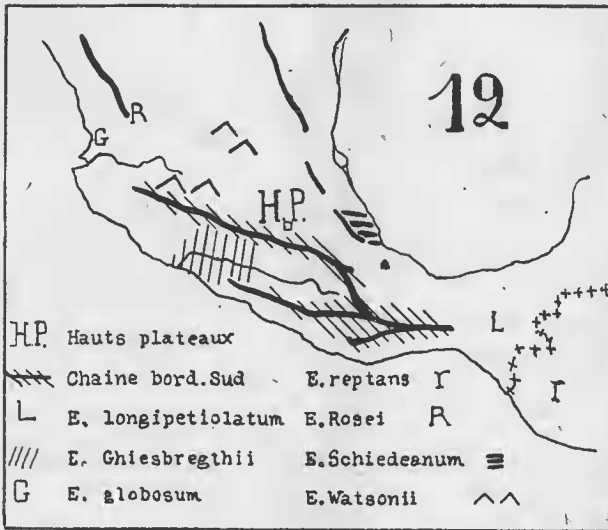 12
R
G
H.P.
L
r
H.P. Hauts plateaux
Chaine bord.Sud E.reptans r
L E. longipetiolatum E.Rosei R
E. Ghiesbregthii E.Schiedeanum
G E. globosum E.Watsonii